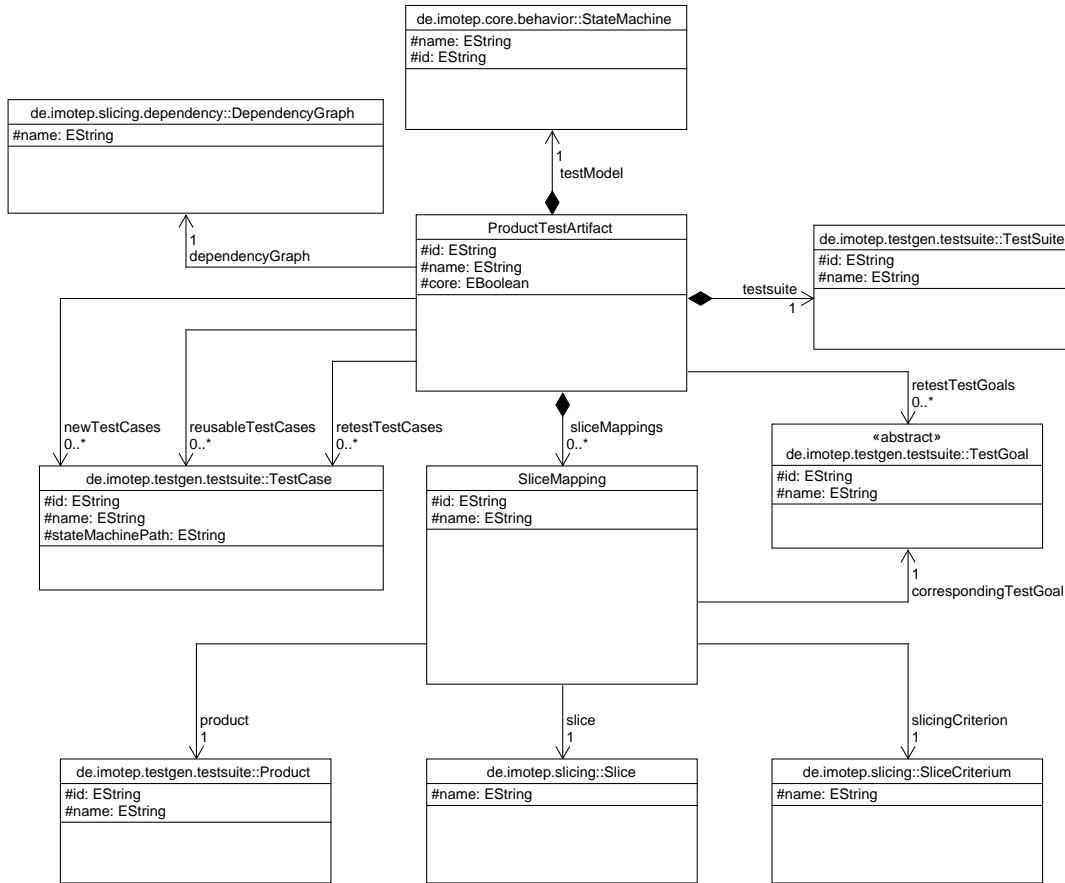 de.imotep.core.behavior::StateMachine
#name: EString
#id: EString
de.imotep.slicing.dependency::DependencyGraph
#name: EString
1
testModel
ProductTestArtifact
#id: EString
#name: EString
#core: EBoolean
1
dependencyGraph
de.imotep.testgen.testsuite::TestSuite
#id: EString
#name: EString
testsuite
1
retestTestGoals
0..*
newTestCases
0..*
reusableTestCases
0..*
retestTestCases
0..*
sliceMappings
0..*
«abstract»
de.imotep.testgen.testsuite::TestGoal
#id: EString
#name: EString
de.imotep.testgen.testsuite::TestCase
#id: EString
#name: EString
#stateMachinePath: EString
SliceMapping
#id: EString
#name: EString
1
correspondingTestGoal
product
1
slice
1
slicingCriterion
1
de.imotep.testgen.testsuite::Product
#id: EString
#name: EString
de.imotep.slicing::Slice
#name: EString
de.imotep.slicing::SliceCriterium
#name: EString